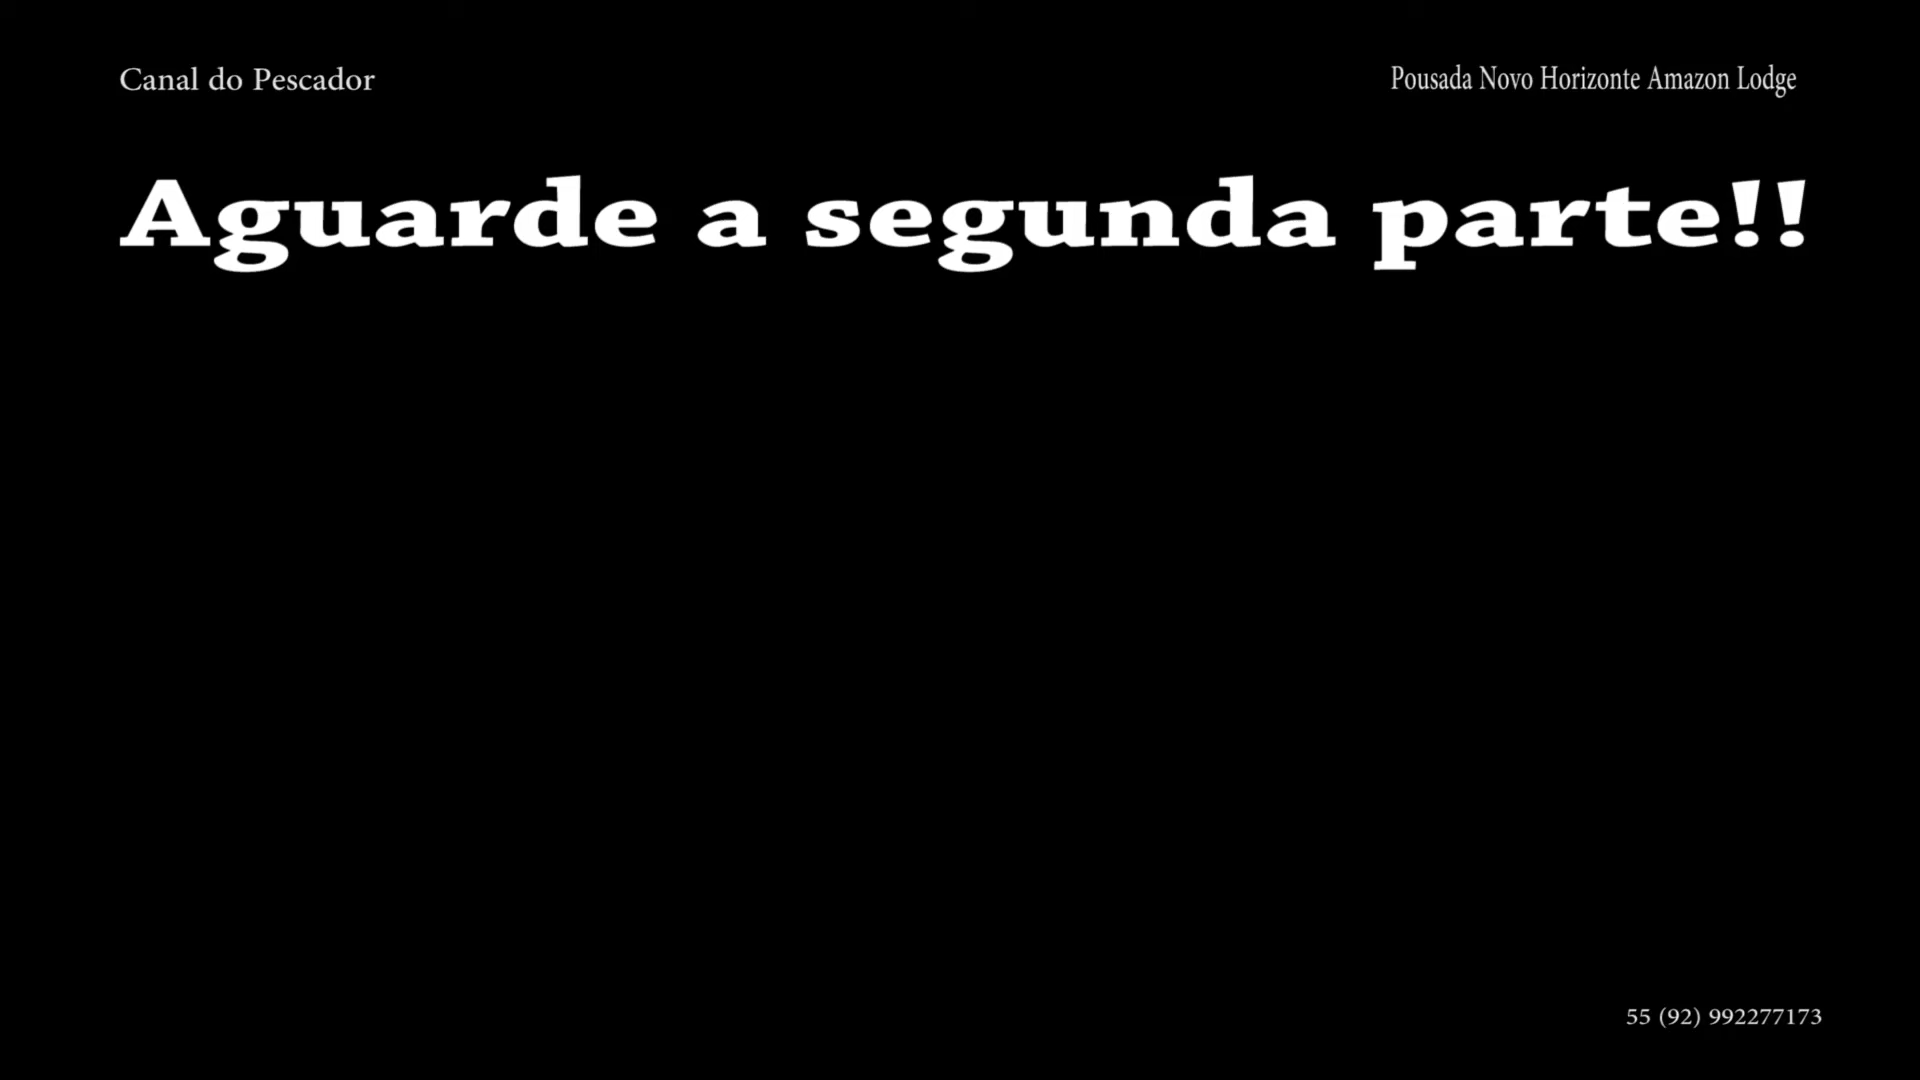 Canal do Pescador
Pousada Novo Horizonte Amazon Lodge
Aguarde a segunda parte!!
55 (92) 992277173